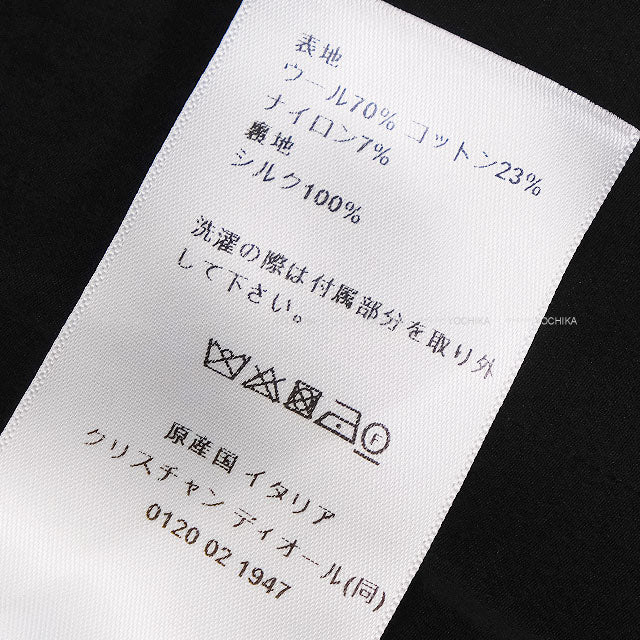 表地
ウール70% コットン23%
ナイロン7%
裏地
シルク100%
洗濯の際は付属部分を取り外
して下さい。
F
原産国 イタリア
クリスチャン ディオール(同)
0120 02 1947
YOCHIKA
YOCHIKA